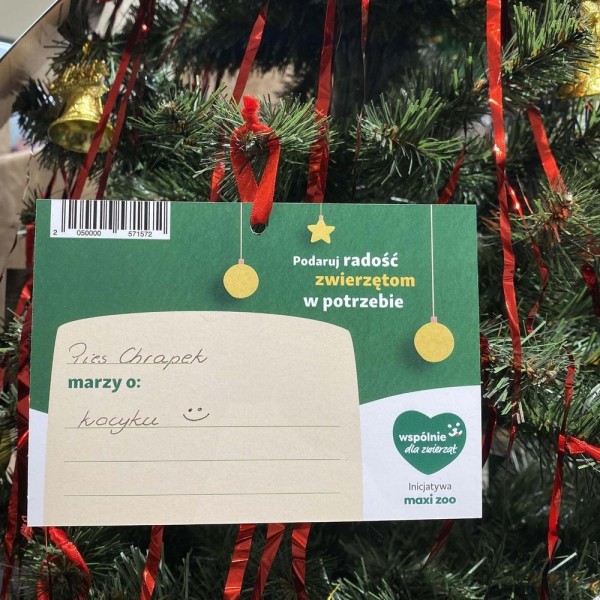 2 050000 571572
Podaruj radość
zwierzętom
w potrzebie
Pies Chrapek
marzy o:
kocyku
wspólnie
dla zwierząt
Inicjatywa
maxi zoo